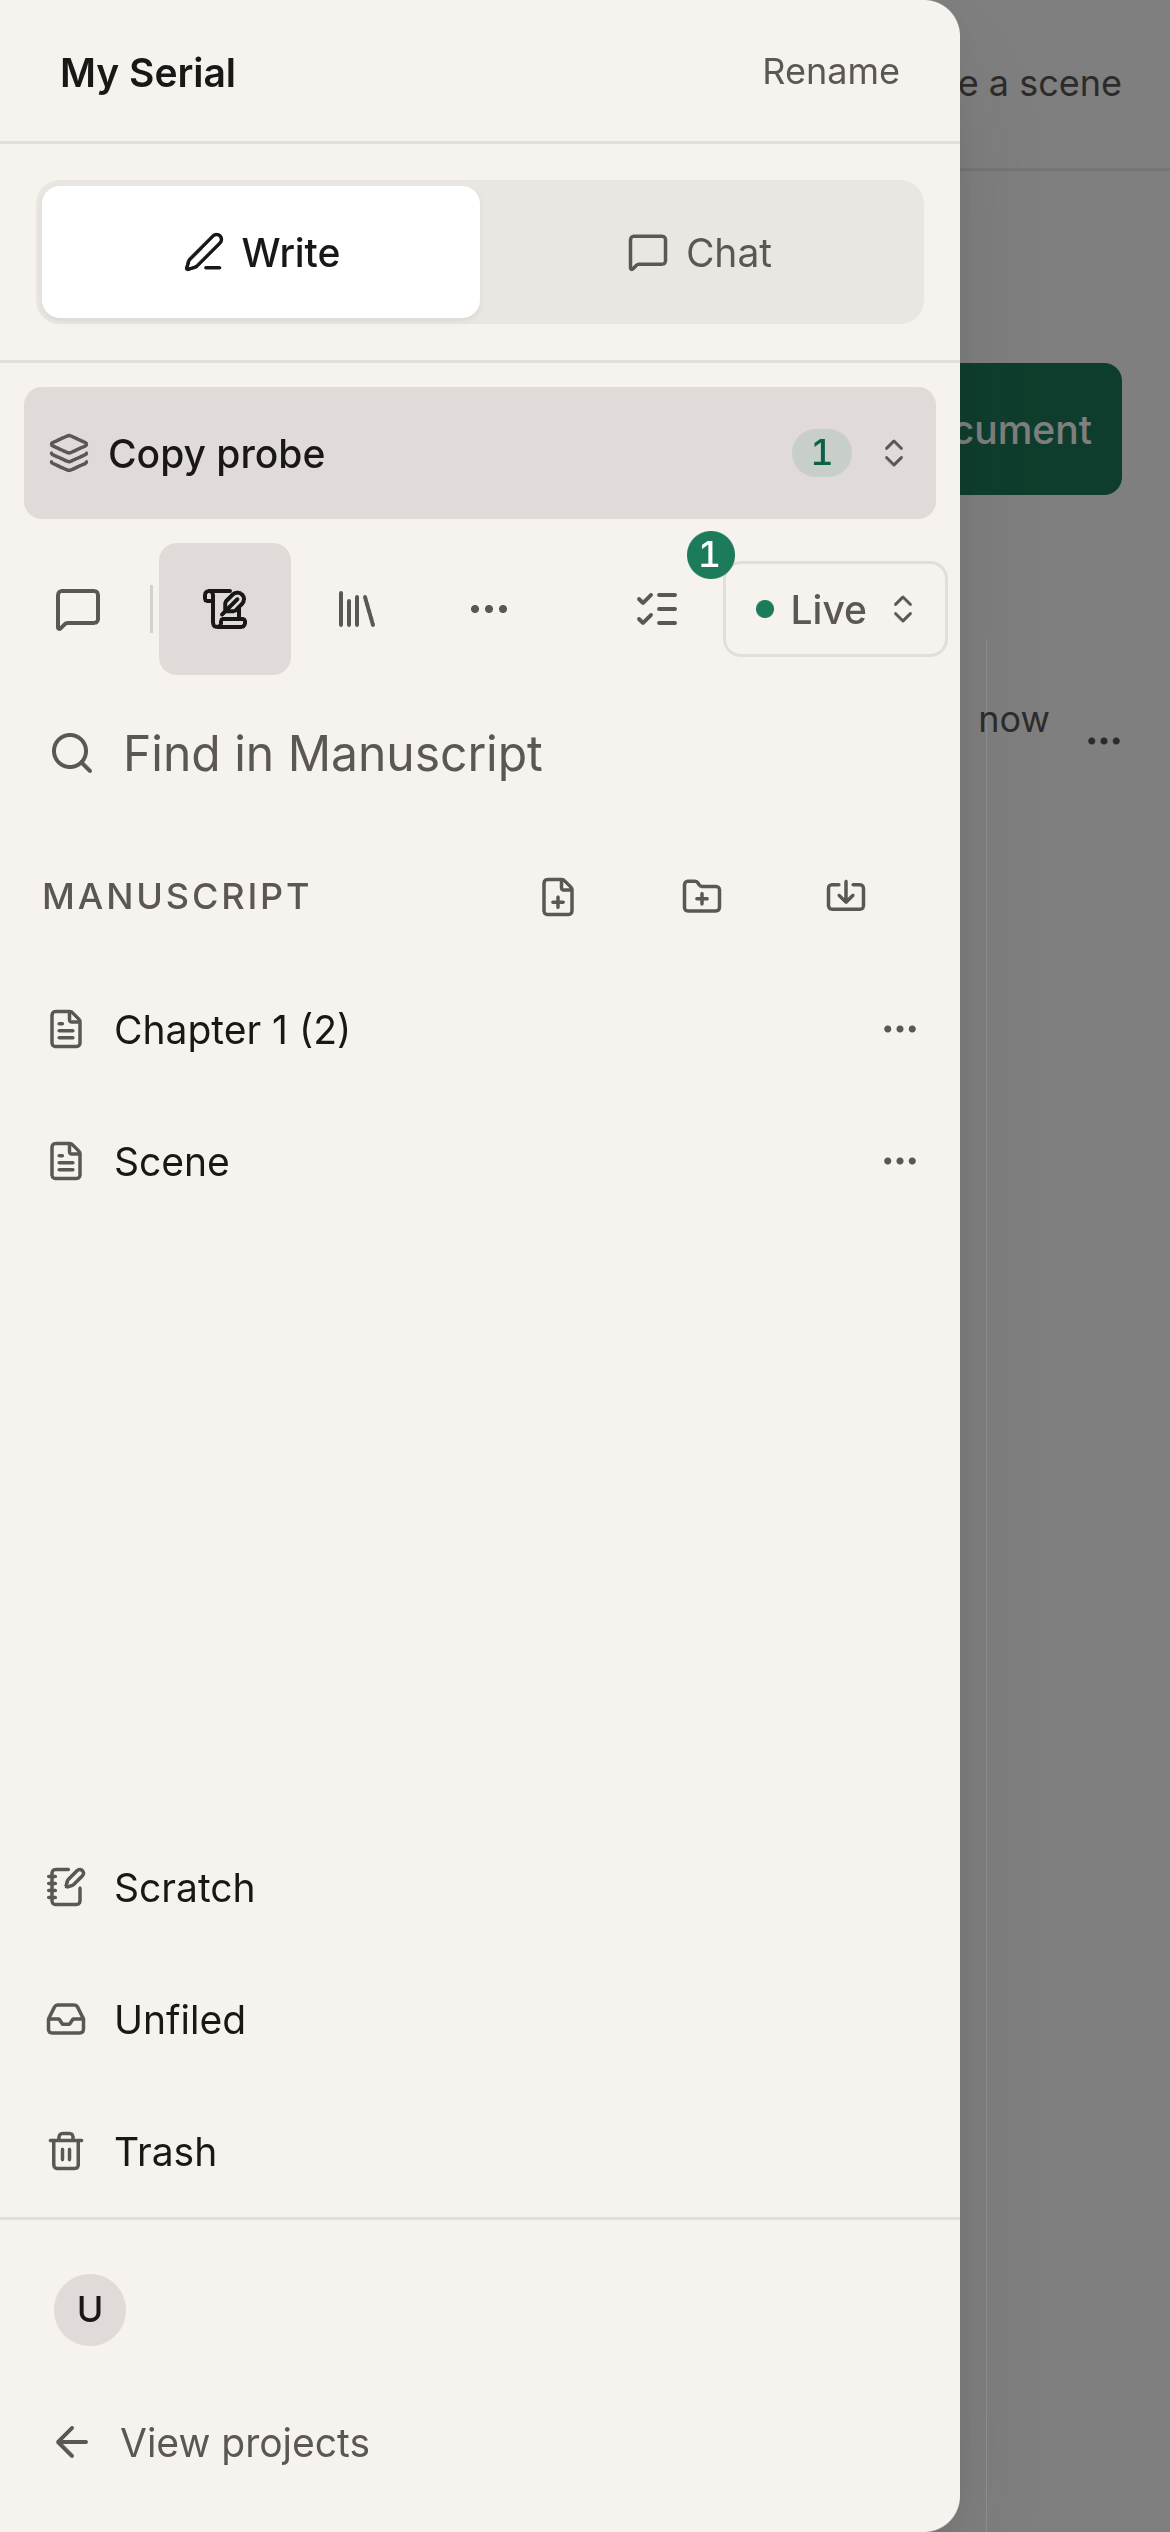 My Serial
Rename
e a scene
Write
Chat
cument
Copy probe
1
1
Live
now
Find in Manuscript
MANUSCRIPT
Chapter 1 (2)
Scene
Scratch
Unfiled
Trash
U
View projects